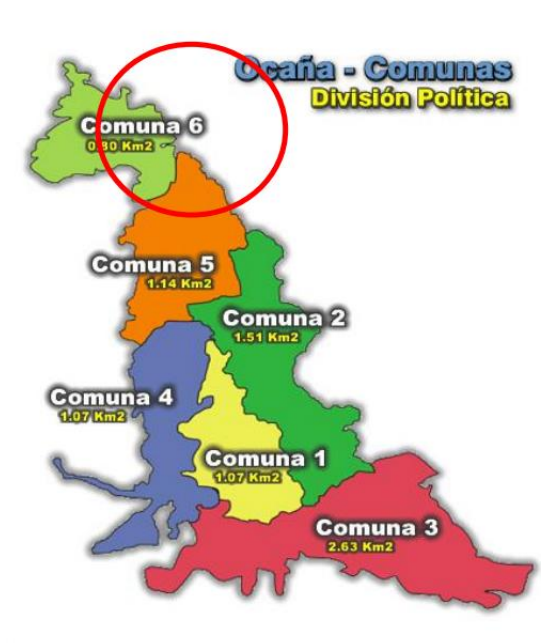 Ocaña - Comunas
División Política
Comuna 6
0.80 Km2
Comuna 5
1.14 Km2
Comuna 2
1.51 Km2
Comuna 4
1.07 Km2
Comuna 1
1.07 Km2
Comuna 3
2.63 Km2